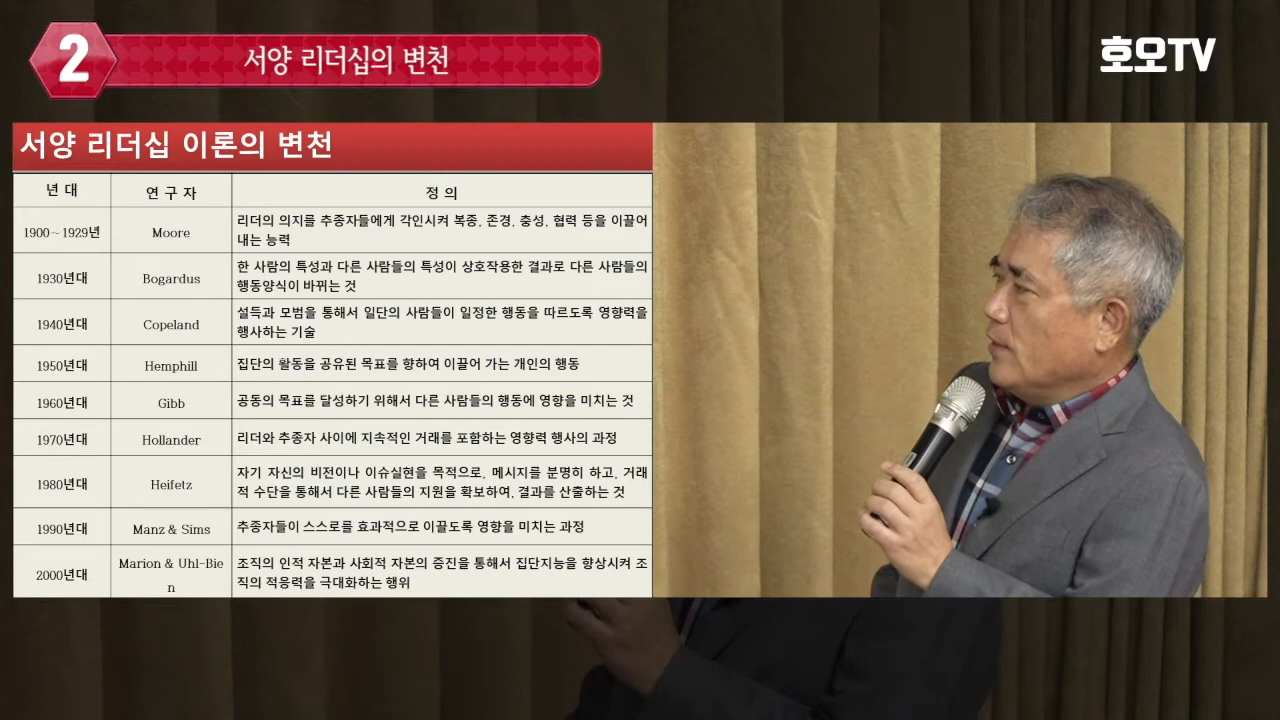 2
서양 리더십의 변천
호오TV
서양 리더십 이론의 변천
년 대 연 구 자 정 의
1900~1929년 Moore 리더의 의지를 추종자들에게 각인시켜 복종, 존경, 충성, 협력 등을 이끌어
내는 능력
1930년대 Bogardus 한 사람의 특성과 다른 사람들의 특성이 상호작용한 결과로 다른 사람들의
행동양식이 바뀌는 것
1940년대 Copeland 설득과 모범을 통해서 일단의 사람들이 일정한 행동을 따르도록 영향력을
행사하는 기술
1950년대 Hemphill 집단의 활동을 공유된 목표를 향하여 이끌어 가는 개인의 행동
1960년대 Gibb 공동의 목표를 달성하기 위해서 다른 사람들의 행동에 영향을 미치는 것
1970년대 Hollander 리더와 추종자 사이에 지속적인 거래를 포함하는 영향력 행사의 과정
1980년대 Heifetz 자기 자신의 비전이나 이슈실현을 목적으로, 메시지를 분명히 하고, 거래
적 수단을 통해서 다른 사람들의 지원을 확보하여, 결과를 산출하는 것
1990년대 Manz & Sims 추종자들이 스스로를 효과적으로 이끌도록 영향을 미치는 과정
2000년대 Marion & Uhl-Bie 조직의 인적 자본과 사회적 자본의 증진을 통해서 집단지능을 향상시켜 조
n 직의 적응력을 극대화하는 행위